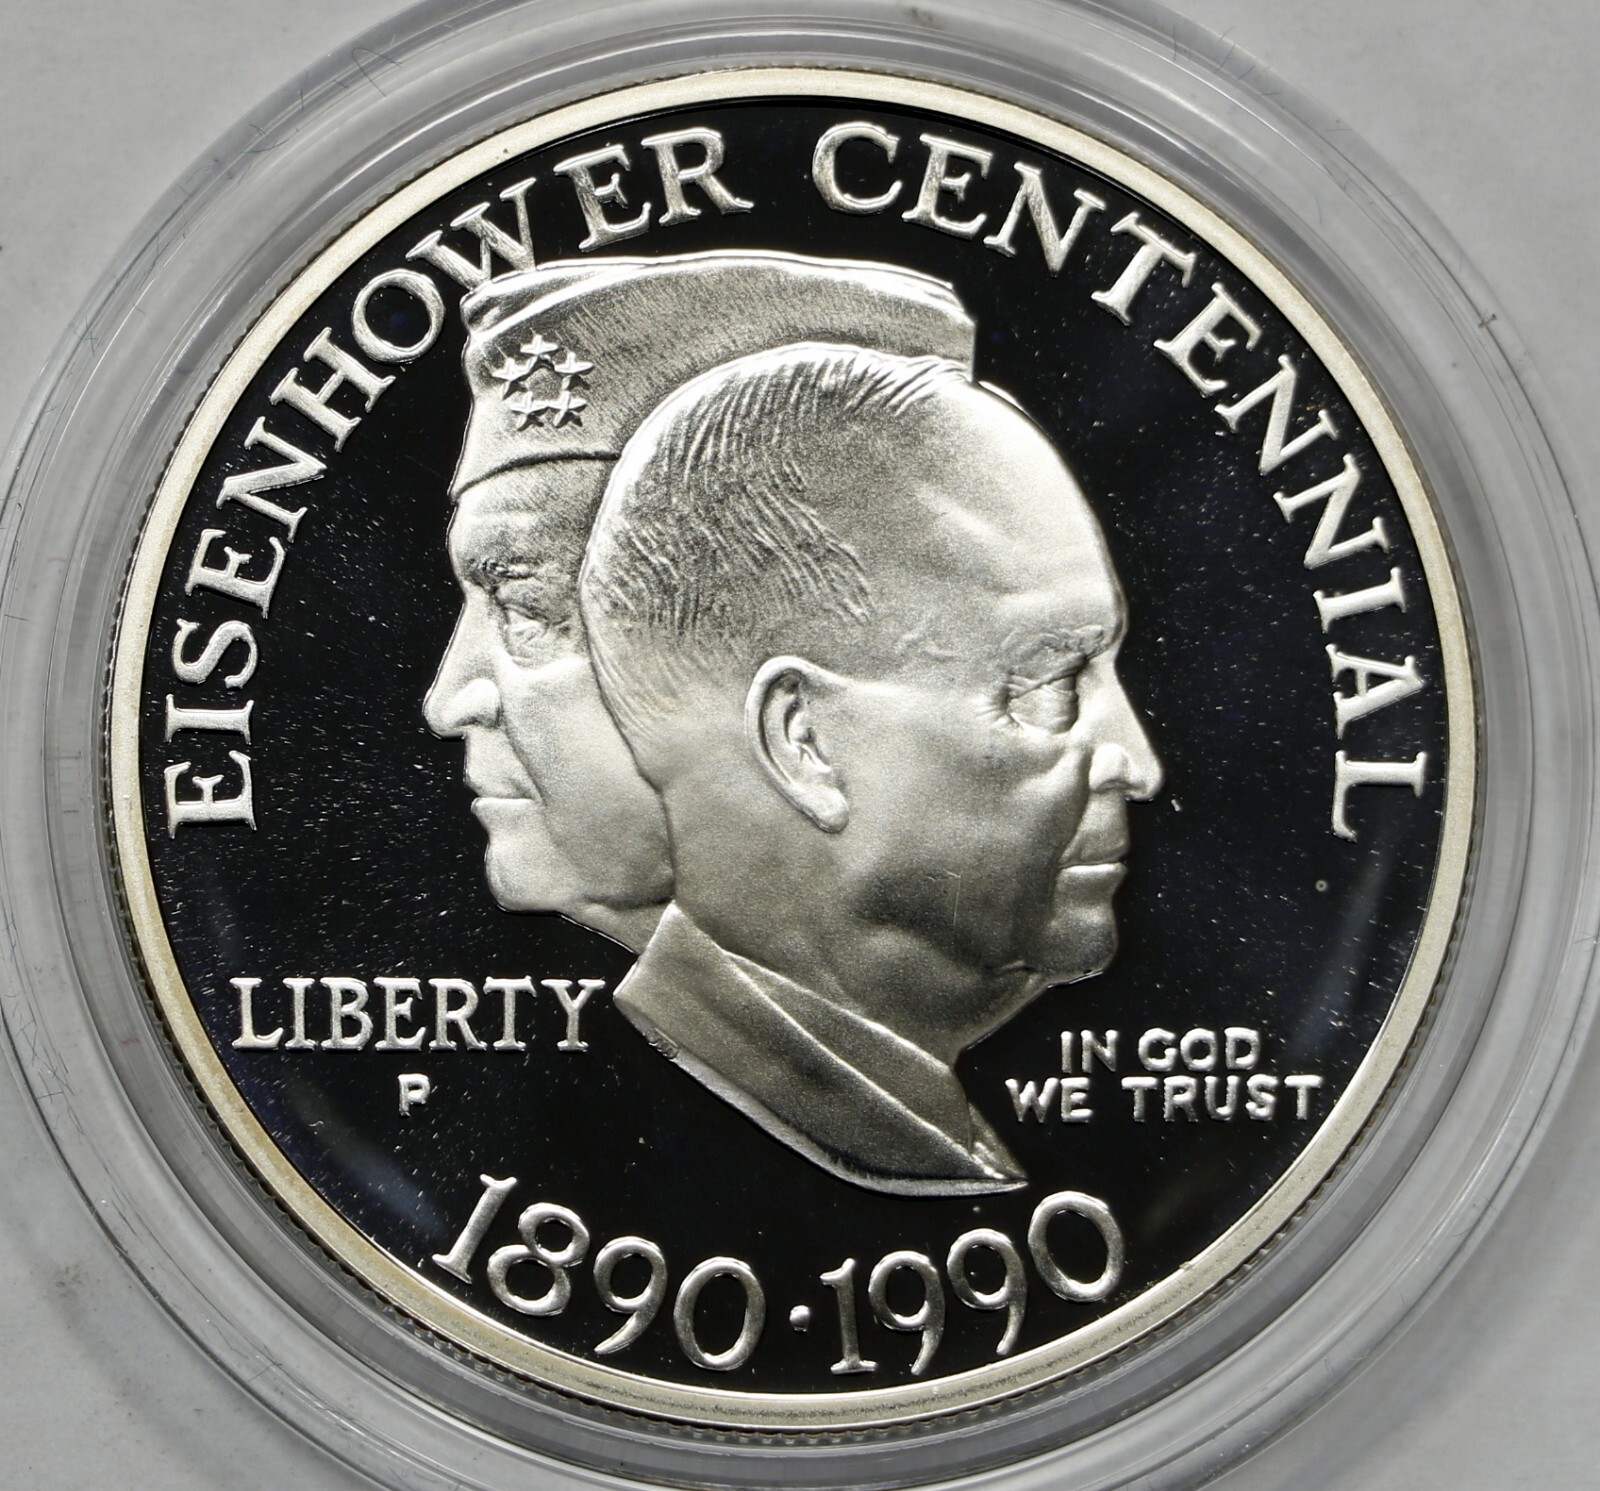 EISENHOWER CENTENNIAL
LIBERTY
P
IN GOD
WE TRUST
1890·1990